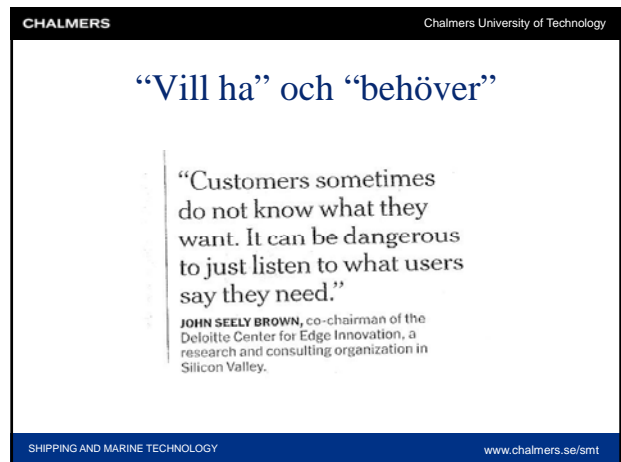 CHALMERS Chalmers University of Technology
“Vill ha” och “behöver”
“Customers sometimes
do not know what they
want. It can be dangerous
to just listen to what users
say they need.”
JOHN SEELY BROWN, co-chairman of the
Deloitte Center for Edge Innovation, a
research and consulting organization in
Silicon Valley.
SHIPPING AND MARINE TECHNOLOGY www.chalmers.se/smt